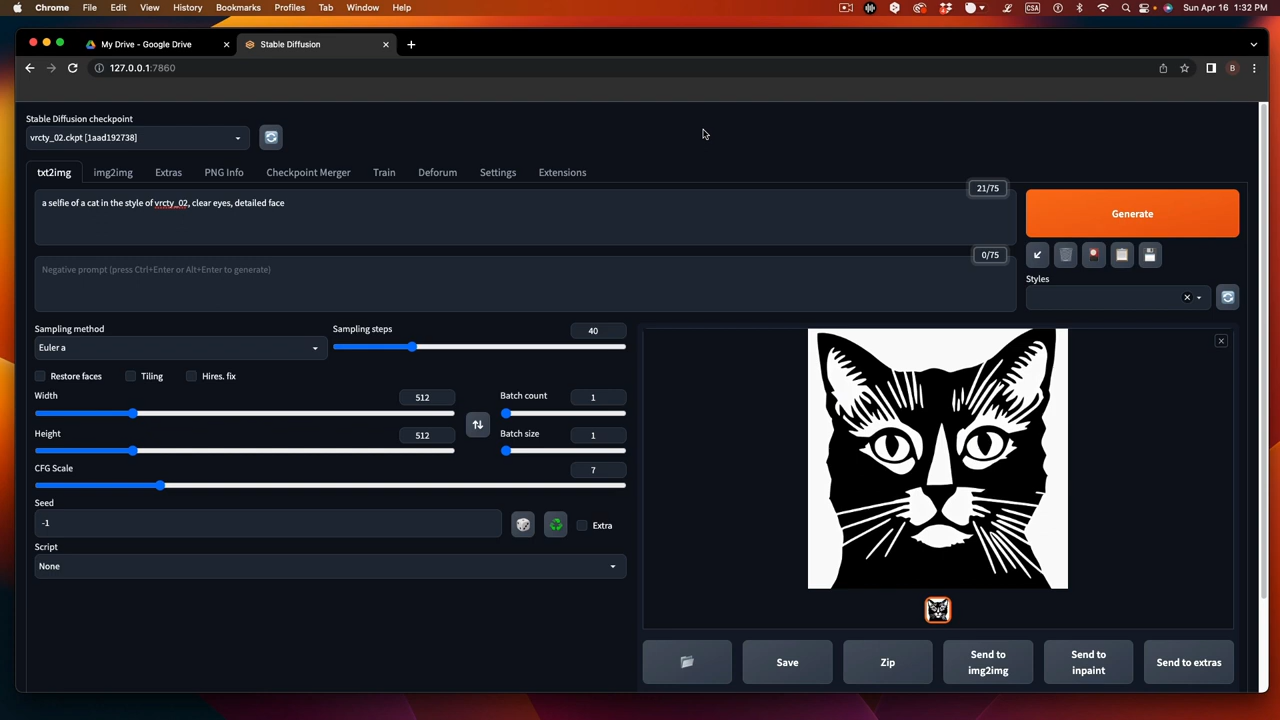 Chrome File Edit View History Bookmarks Profiles Tab Window Help Sun Apr 16 1:32 PM
My Drive - Google Drive Stable Diffusion
127.0.0.1:7860 B
Stable Diffusion checkpoint
vrcty_02.ckpt [1aad192738]
txt2img img2img Extras PNG Info Checkpoint Merger Train Deforum Settings Extensions
21/75
a selfie of a cat in the style of vrcty_02, clear eyes, detailed face
Generate
0/75
Negative prompt (press Ctrl+Enter or Alt+Enter to generate)
Styles
Sampling method
Euler a
Sampling steps
40
Restore faces Tiling Hires. fix
Width
512
Batch count
1
Height
512
Batch size
1
CFG Scale
7
Seed
-1
Extra
Script
None
Save
Zip
Send to
img2img
Send to
inpaint
Send to extras